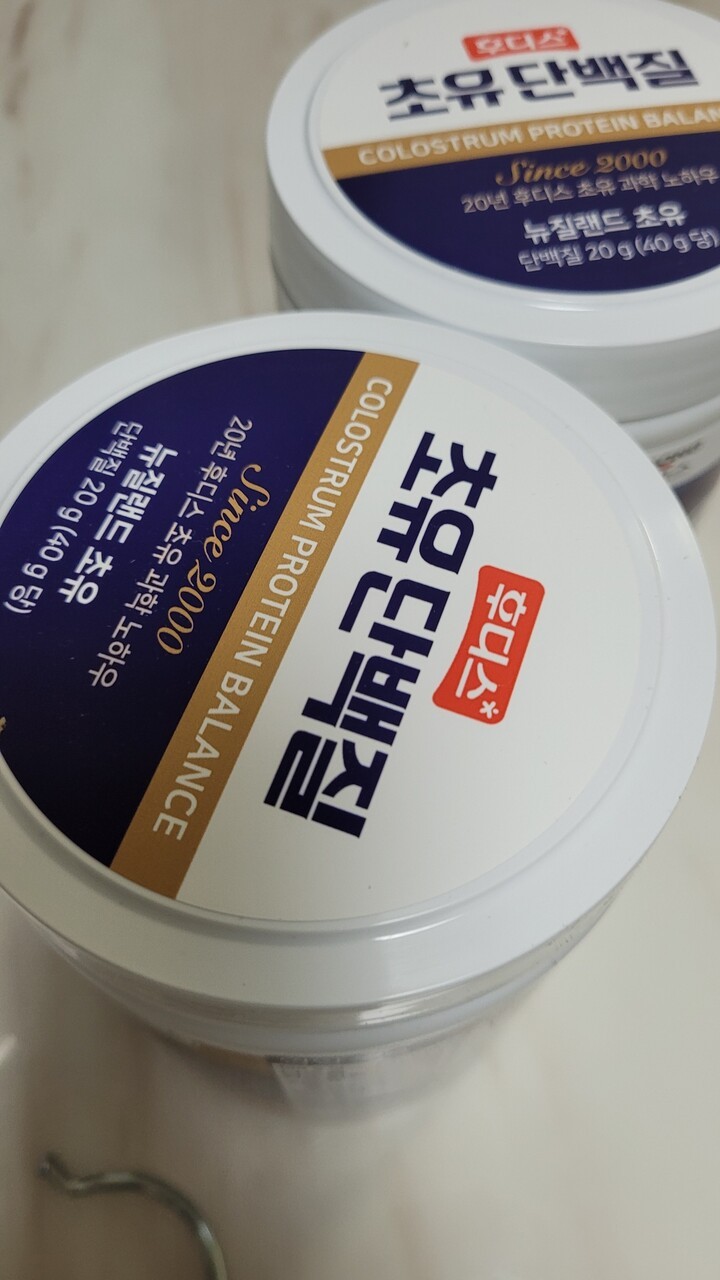 후디스
초유 단백질
COLOSTRUM PROTEIN BALAN
Since 2000
20년 후디스 초유 과학 노하우
뉴질랜드 초유
단백질 20 g (40 g 당)
후디스
초유 단백질
COLOSTRUM PROTEIN BALANCE
Since 2000
20년 후디스 초유 과학 노하우
뉴질랜드 초유
단백질 20 g (40 g 당)